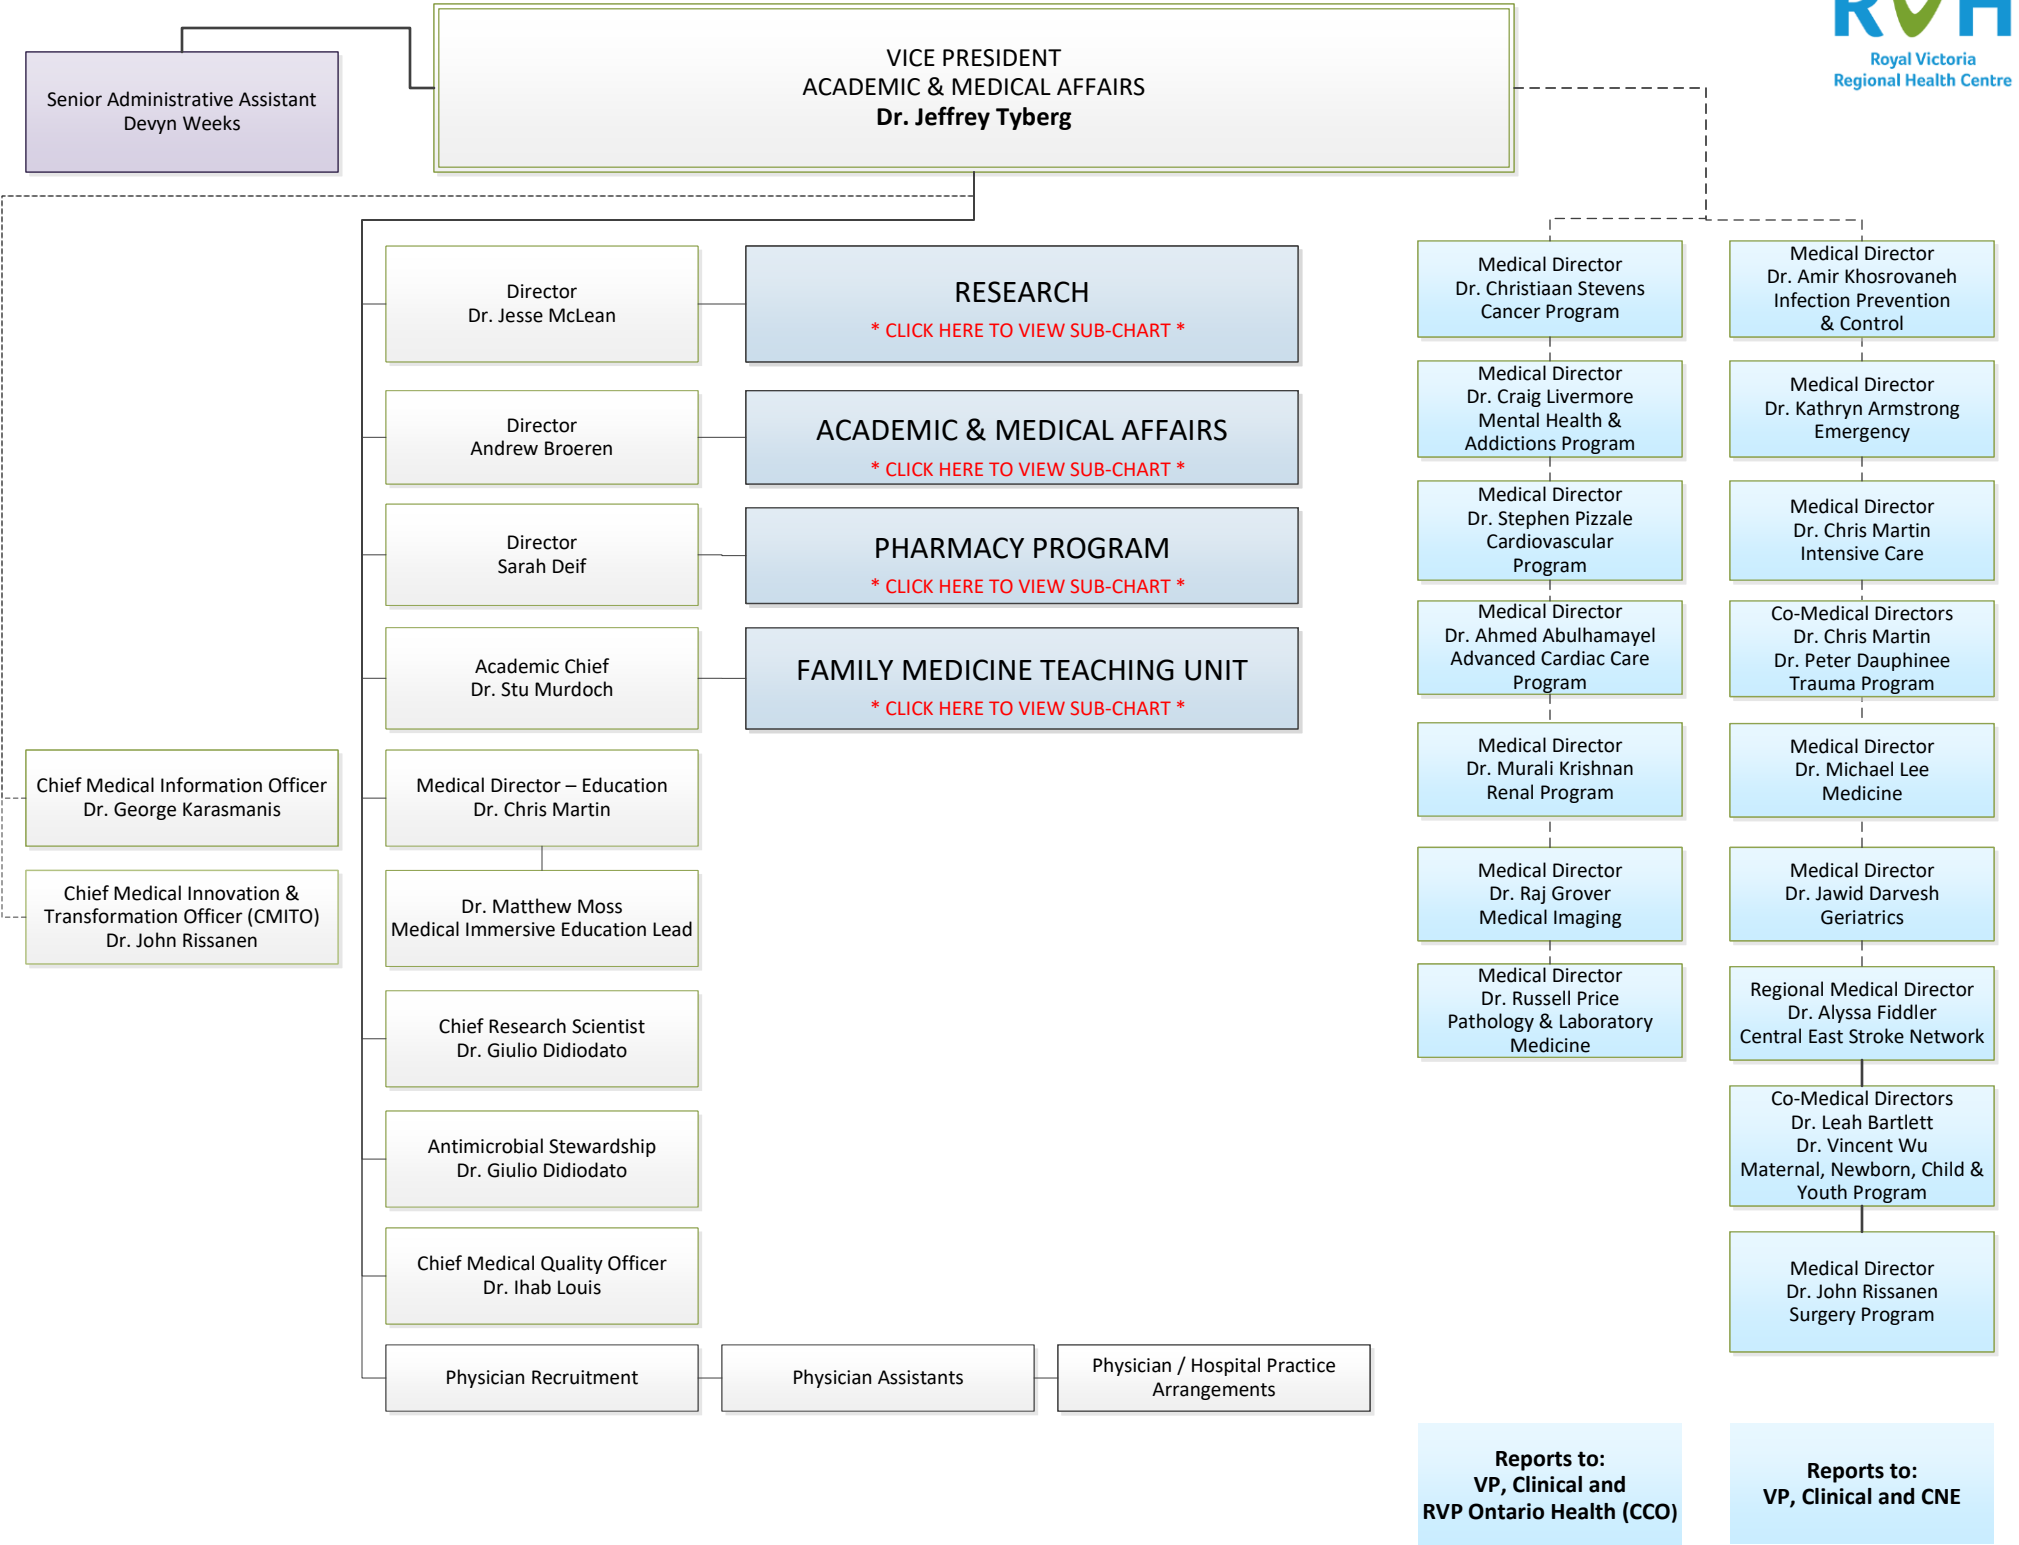 RVH
Royal Victoria
Regional Health Centre
VICE PRESIDENT
ACADEMIC & MEDICAL AFFAIRS
Dr. Jeffrey Tyberg
Senior Administrative Assistant
Devyn Weeks
Director
Dr. Jesse McLean
RESEARCH
* CLICK HERE TO VIEW SUB-CHART *
Director
Andrew Broeren
ACADEMIC & MEDICAL AFFAIRS
* CLICK HERE TO VIEW SUB-CHART *
Director
Sarah Deif
PHARMACY PROGRAM
* CLICK HERE TO VIEW SUB-CHART *
Academic Chief
Dr. Stu Murdoch
FAMILY MEDICINE TEACHING UNIT
* CLICK HERE TO VIEW SUB-CHART *
Chief Medical Information Officer
Dr. George Karasmanis
Chief Medical Innovation &
Transformation Officer (CMITO)
Dr. John Rissanen
Medical Director – Education
Dr. Chris Martin
Dr. Matthew Moss
Medical Immersive Education Lead
Chief Research Scientist
Dr. Giulio Didiodato
Antimicrobial Stewardship
Dr. Giulio Didiodato
Chief Medical Quality Officer
Dr. Ihab Louis
Physician Recruitment
Physician Assistants
Physician / Hospital Practice
Arrangements
Medical Director
Dr. Christiaan Stevens
Cancer Program
Medical Director
Dr. Craig Livermore
Mental Health &
Addictions Program
Medical Director
Dr. Stephen Pizzale
Cardiovascular
Program
Medical Director
Dr. Ahmed Abulhamayel
Advanced Cardiac Care
Program
Medical Director
Dr. Murali Krishnan
Renal Program
Medical Director
Dr. Raj Grover
Medical Imaging
Medical Director
Dr. Russell Price
Pathology & Laboratory
Medicine
Reports to:
VP, Clinical and
RVP Ontario Health (CCO)
Medical Director
Dr. Amir Khosrovaneh
Infection Prevention
& Control
Medical Director
Dr. Kathryn Armstrong
Emergency
Medical Director
Dr. Chris Martin
Intensive Care
Co-Medical Directors
Dr. Chris Martin
Dr. Peter Dauphinee
Trauma Program
Medical Director
Dr. Michael Lee
Medicine
Medical Director
Dr. Jawid Darvesh
Geriatrics
Regional Medical Director
Dr. Alyssa Fiddler
Central East Stroke Network
Co-Medical Directors
Dr. Leah Bartlett
Dr. Vincent Wu
Maternal, Newborn, Child &
Youth Program
Medical Director
Dr. John Rissanen
Surgery Program
Reports to:
VP, Clinical and CNE